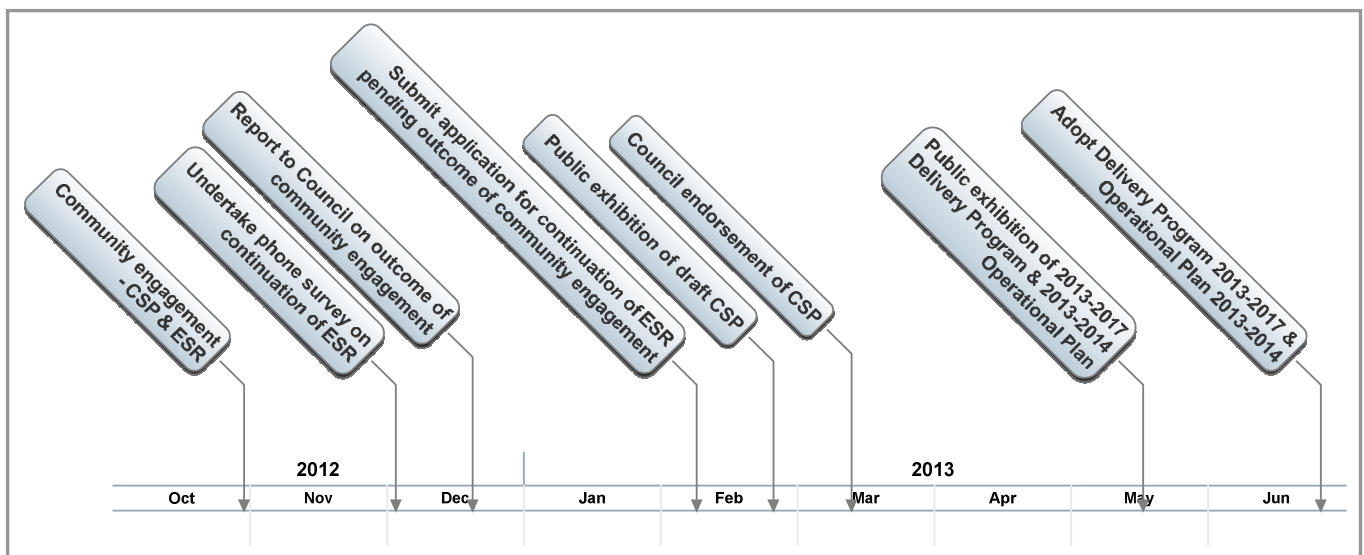 Community engagement
- CSP & ESR
Undertake phone survey on
continuation of ESR
Report to Council on outcome of
community engagement
Submit application for continuation of ESR
pending outcome of community engagement
Public exhibition of draft CSP
Council endorsement of CSP
Public exhibition of 2013-2017
Delivery Program & 2013-2014
Operational Plan
Adopt Delivery Program 2013-2017 &
Operational Plan 2013-2014
2012 2013
Oct Nov Dec Jan Feb Mar Apr May Jun